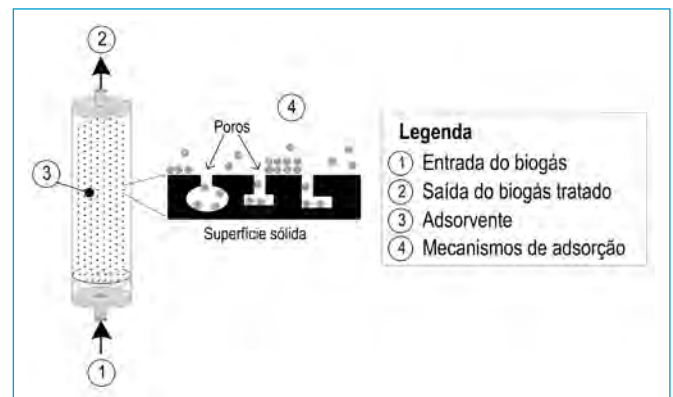 2
4
Poros
3
Superfície sólida
1
Legenda
1 Entrada do biogás
2 Saída do biogás tratado
3 Adsorvente
4 Mecanismos de adsorção